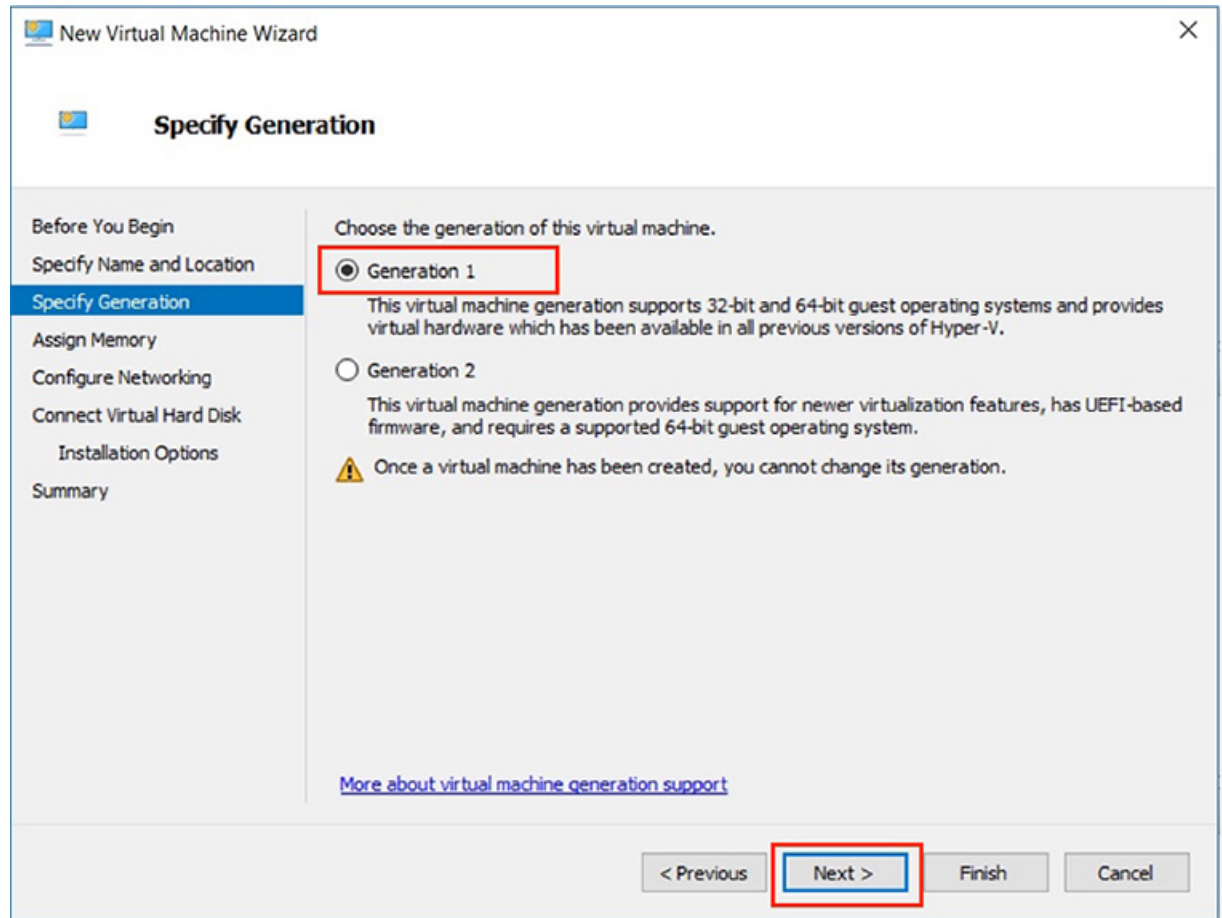 New Virtual Machine Wizard
Specify Generation
Before You Begin
Specify Name and Location
Specify Generation
Assign Memory
Configure Networking
Connect Virtual Hard Disk
Installation Options
Summary
Choose the generation of this virtual machine.
Generation 1
This virtual machine generation supports 32-bit and 64-bit guest operating systems and provides
virtual hardware which has been available in all previous versions of Hyper-V.
Generation 2
This virtual machine generation provides support for newer virtualization features, has UEFI-based
firmware, and requires a supported 64-bit guest operating system.
Once a virtual machine has been created, you cannot change its generation.
More about virtual machine generation support
< Previous
Next >
Finish
Cancel